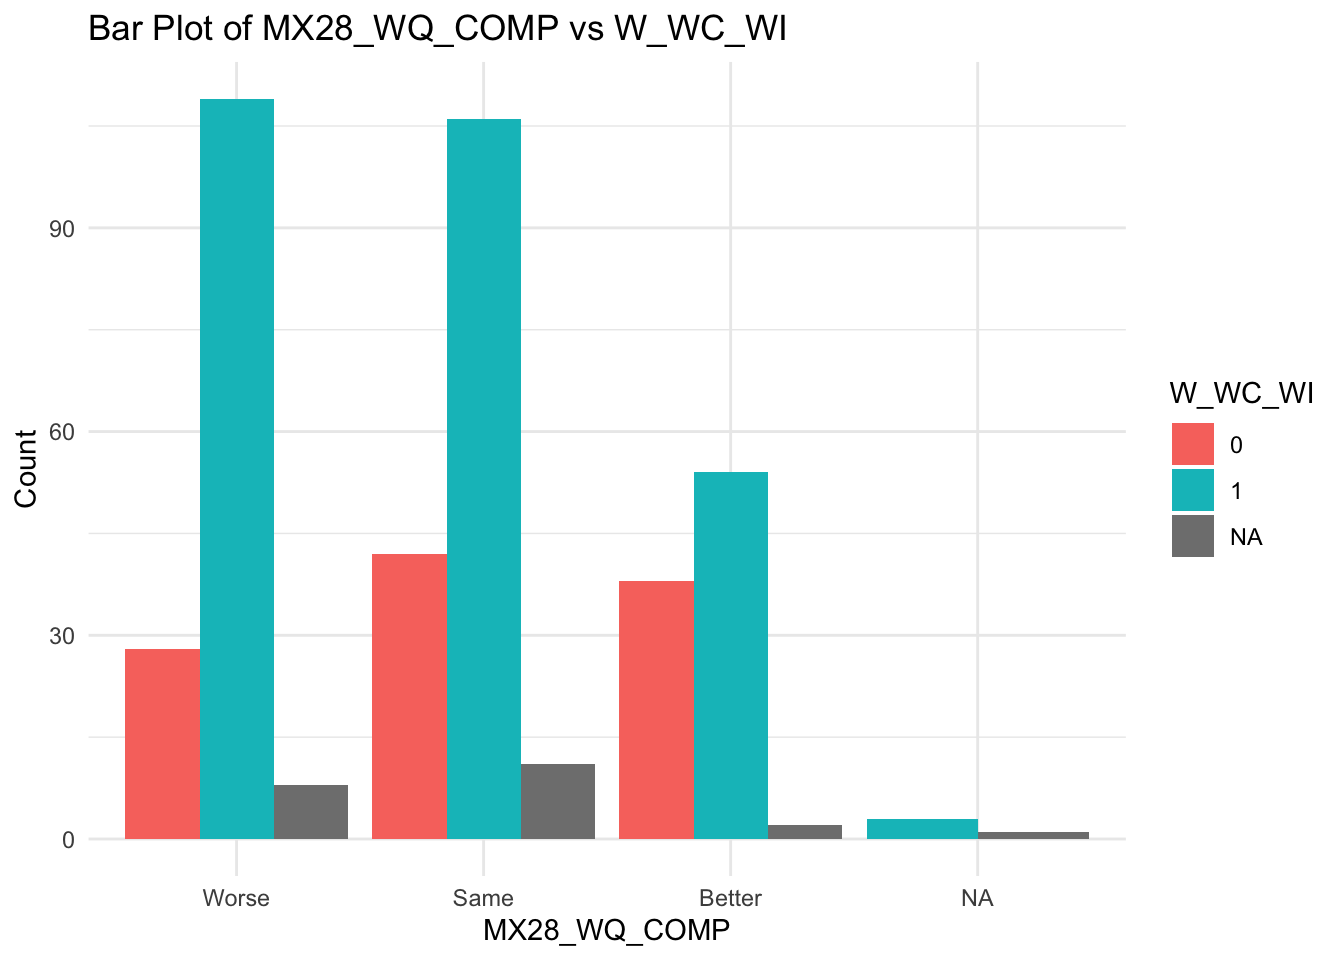 Bar Plot of MX28_WQ_COMP vs W_WC_WI
Count
90
60
30
0
Worse
Same
Better
NA
MX28_WQ_COMP
W_WC_WI
0
1
NA